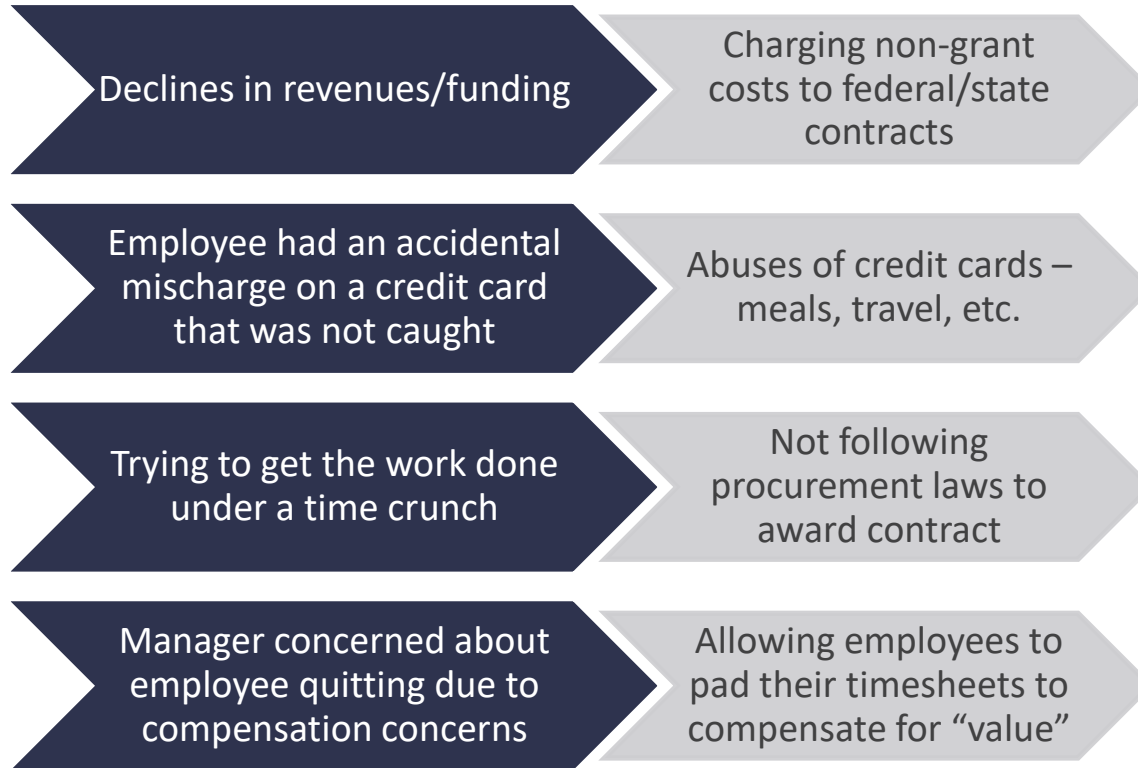 Declines in revenues/funding
Charging non-grant
costs to federal/state
contracts
Employee had an accidental
mischarge on a credit card
that was not caught
Abuses of credit cards –
meals, travel, etc.
Trying to get the work done
under a time crunch
Not following
procurement laws to
award contract
Manager concerned about
employee quitting due to
compensation concerns
Allowing employees to
pad their timesheets to
compensate for “value”